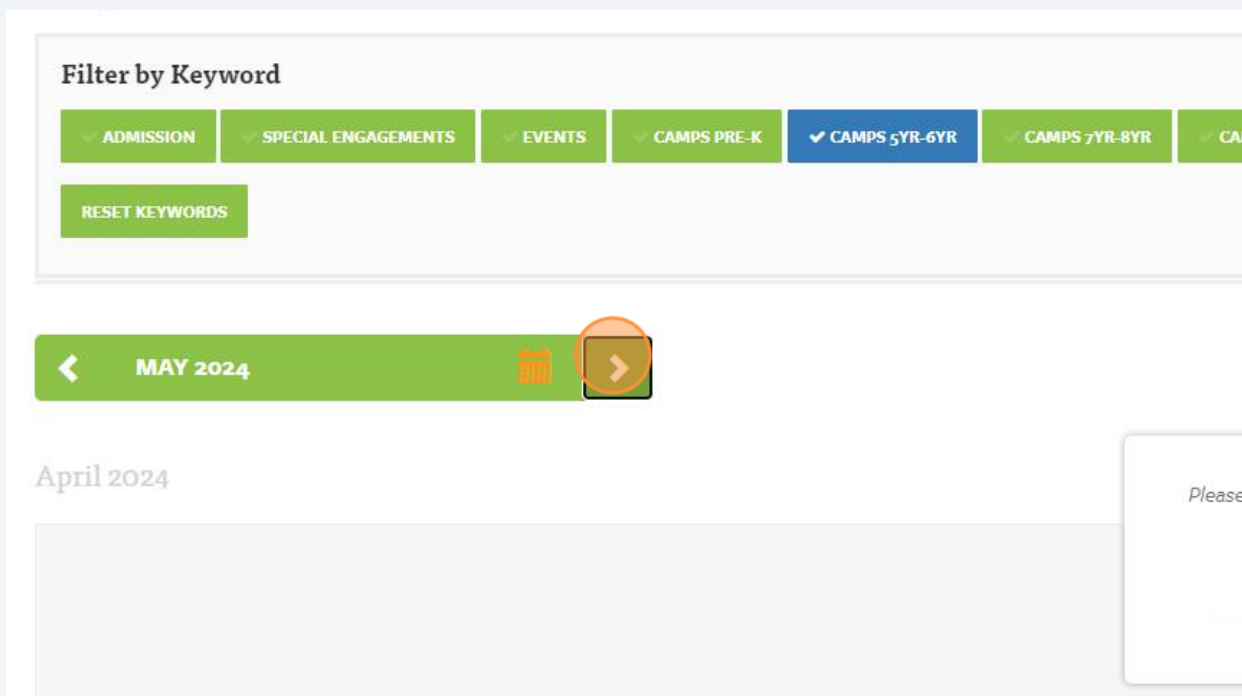 Filter by Keyword
ADMISSION SPECIAL ENGAGEMENTS EVENTS CAMPS PRE-K CAMPS 5YR-6YR CAMPS 7YR-8YR
RESET KEYWORDS
MAY 2024
April 2024
Please